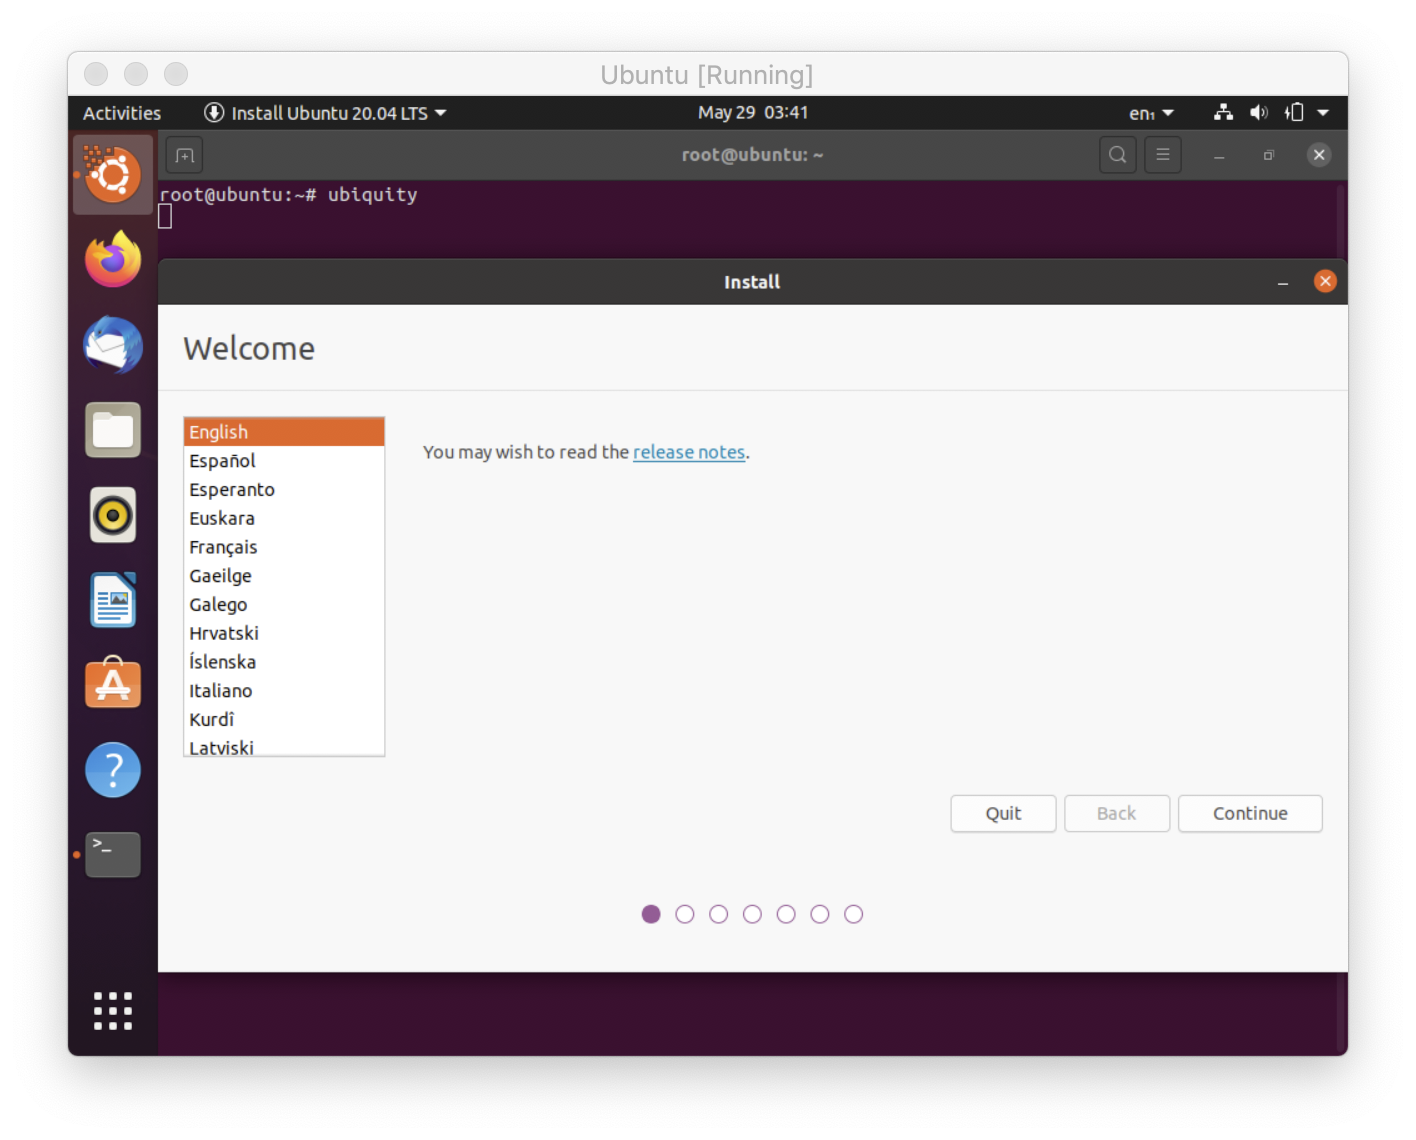 Ubuntu [Running]
Activities Install Ubuntu 20.04 LTS May 29 03:41 en₁
root@ubuntu: ~
root@ubuntu:~# ubiquity
Install
Welcome
English
Español
Esperanto
Euskara
Français
Gaeilge
Galego
Hrvatski
Íslenska
Italiano
Kurdî
Latviski
You may wish to read the release notes.
Quit Back Continue